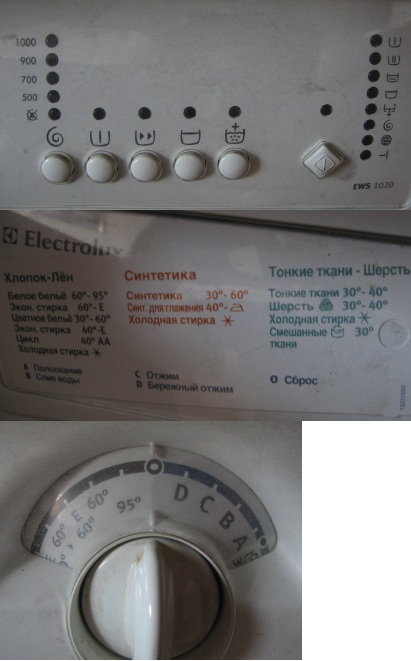 1000
900
700
500
EWS 1020
Electrolux
Хлопок-Лён
Белое бельё 60°-95°
Экон. стирка 60°-E
Цветное бельё 30°-60°
Экон. стирка 40°-E
Цикл 40° AA
Холодная стирка
A Полоскание
B Слив воды
Синтетика
Синтетика 30°-60°
Синт. для глажения 40°-
Холодная стирка
C Отжим
D Бережный отжим
Тонкие ткани - Шерсть
Тонкие ткани 30°- 40°
Шерсть 30°- 40°
Холодная стирка
Смешанные 30°
ткани
O Сброс
E 60° 60° E 60° 95° D C B A